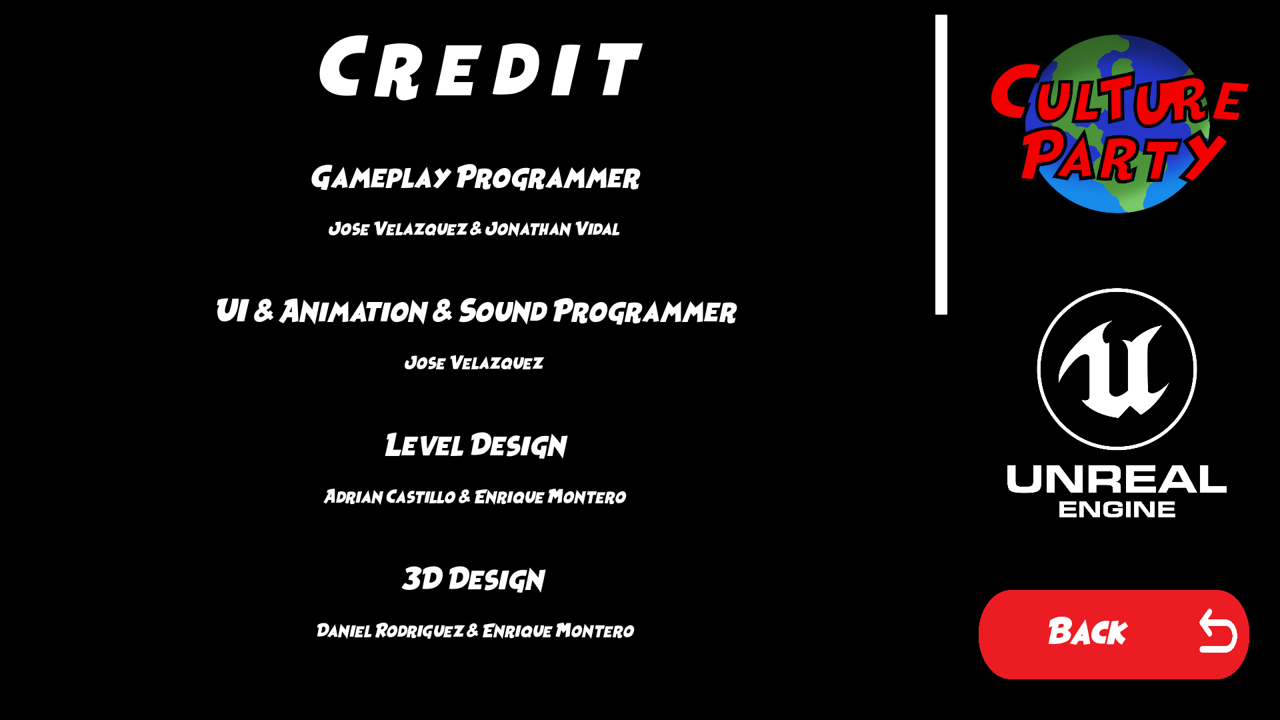 Credit
Gameplay Programmer
Jose Velazquez & Jonathan Vidal
UI & Animation & Sound Programmer
Jose Velazquez
Level Design
Adrian Castillo & Enrique Montero
3D Design
Daniel Rodriguez & Enrique Montero
Culture
Party
UNREAL
ENGINE
Back